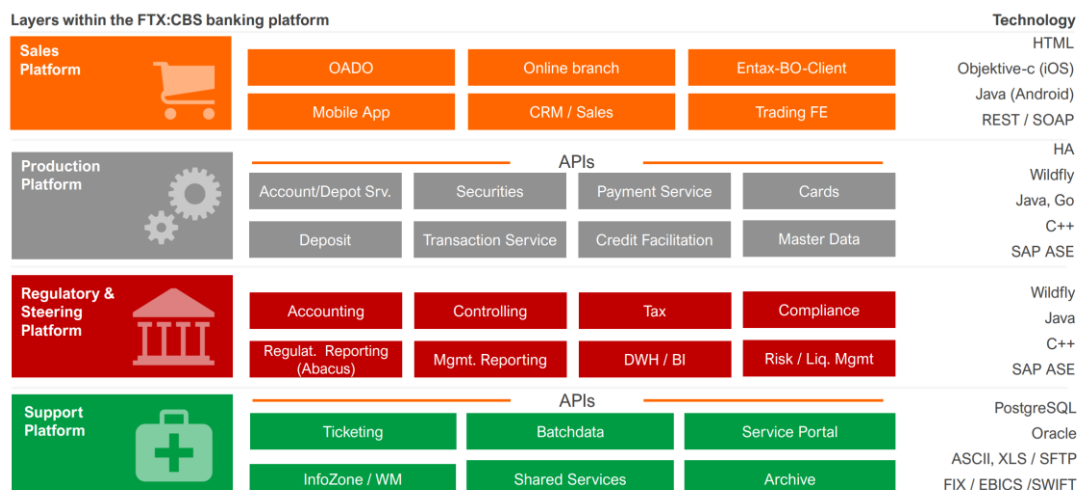 Layers within the FTX:CBS banking platform
Technology
Sales
Platform
OADO
Online branch
Entax-BO-Client
Mobile App
CRM / Sales
Trading FE
HTML
Objektive-c (iOS)
Java (Android)
REST / SOAP
Production
Platform
APIs
Account/Depot Srv.
Securities
Payment Service
Cards
Deposit
Transaction Service
Credit Facilitation
Master Data
HA
Wildfly
Java, Go
C++
SAP ASE
Regulatory &
Steering
Platform
Accounting
Controlling
Tax
Compliance
Regulat. Reporting
(Abacus)
Mgmt. Reporting
DWH / BI
Risk / Liq. Mgmt
Wildfly
Java
C++
SAP ASE
Support
Platform
APIs
Ticketing
Batchdata
Service Portal
InfoZone / WM
Shared Services
Archive
PostgreSQL
Oracle
ASCII, XLS / SFTP
FIX / EBICS /SWIFT